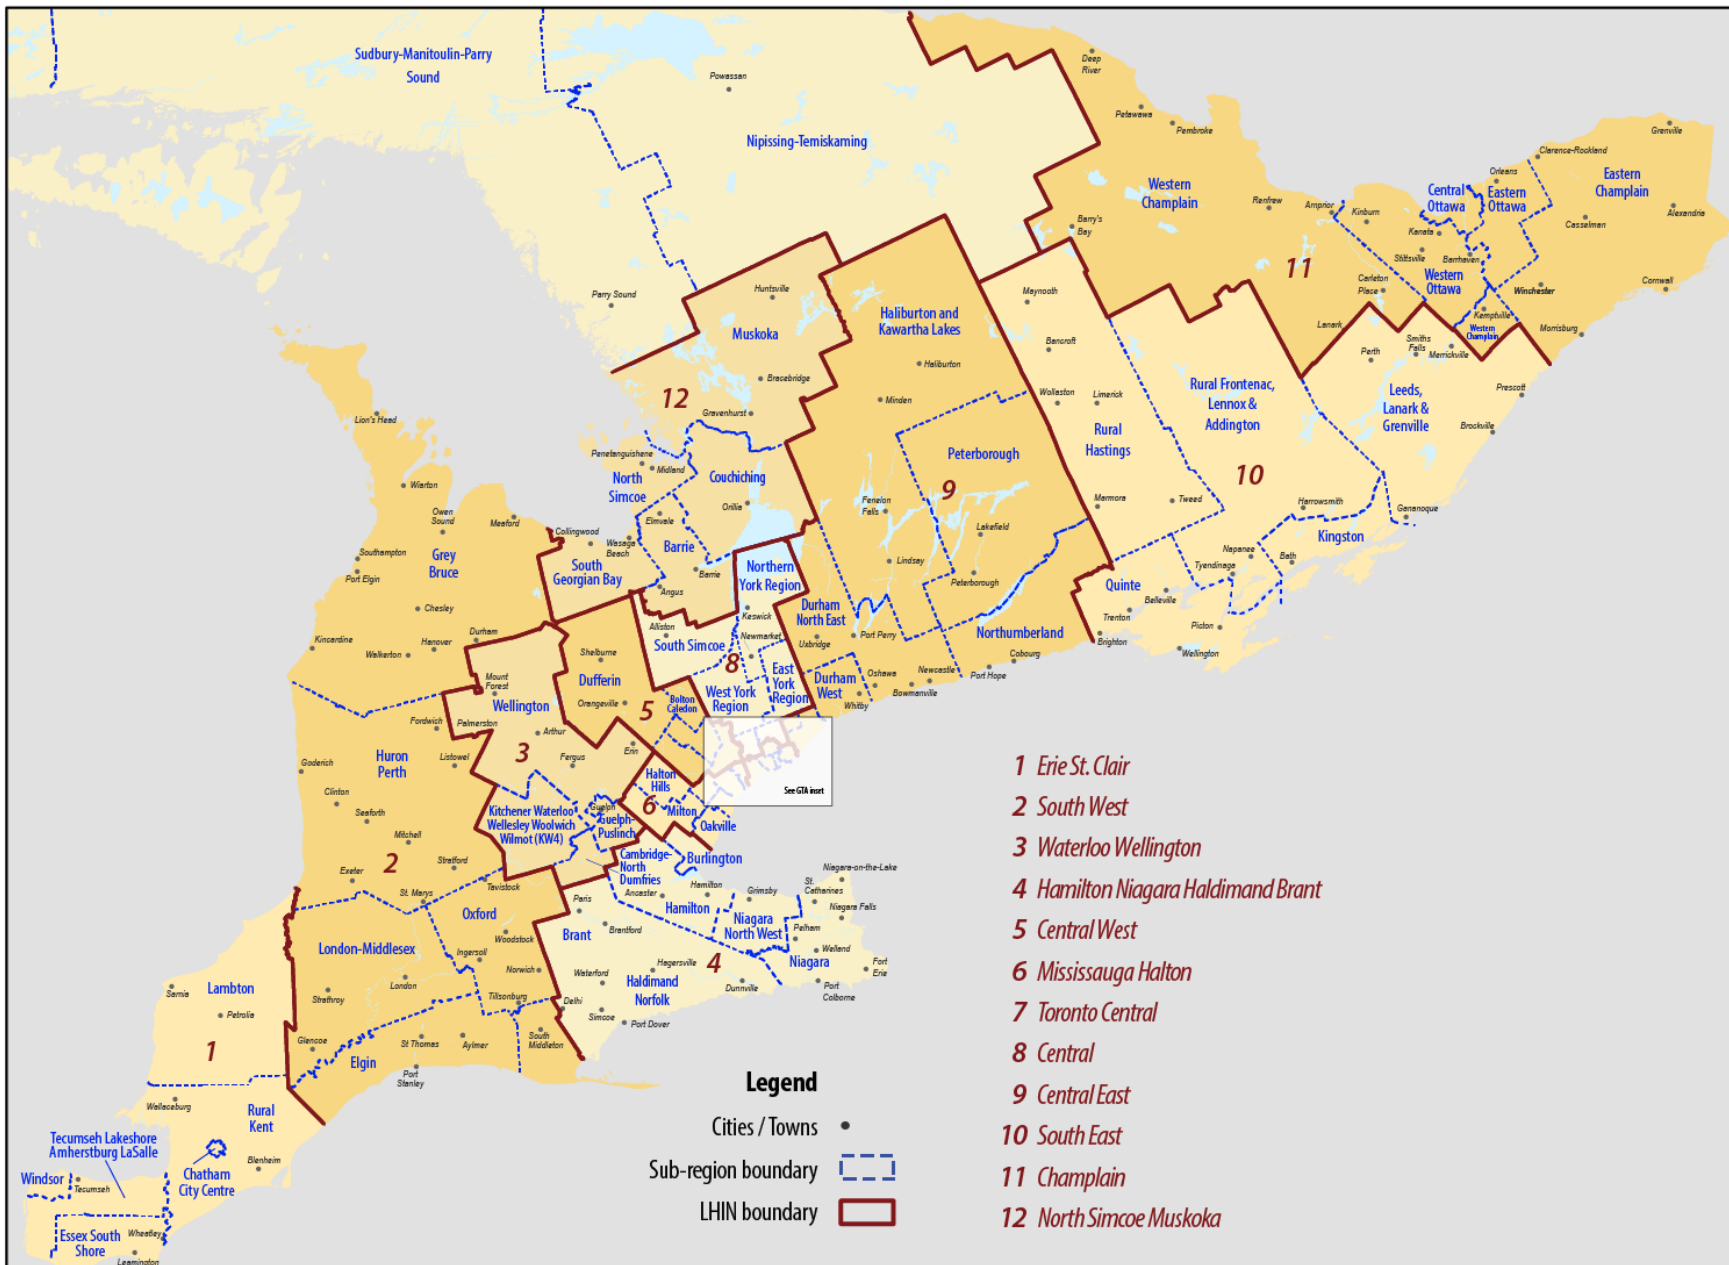 Sudbury-Manitoulin-Parry
Sound
Powassan
Nipissing-Temiskaming
Deep
River
Petawawa
Pembroke
Western
Champlain
Renfrew
Arnprior
Barry's
Bay
11
Grenville
Clarence-Rockland
Orleans
Eastern
Champlain
Central
Ottawa
Eastern
Ottawa
Kinburn
Kanata
Stittsville
Barrhaven
Alexandria
Casselman
Carleton
Place
Western
Ottawa
Winchester
Cornwall
Kemptville
Western
Champlain
Morrisburg
Lanark
Perth
Smiths
Falls
Merrickville
Leeds,
Lanark &
Grenville
Prescott
Brockville
Parry Sound
Huntsville
Muskoka
Bracebridge
12
Gravenhurst
Haliburton and
Kawartha Lakes
Haliburton
Minden
Maynooth
Bancroft
Wollaston
Limerick
Rural
Hastings
Rural Frontenac,
Lennox &
Addington
10
Marmora
Tweed
Harrowsmith
Gananoque
Kingston
Napanee
Bath
Tyendinaga
Quinte
Belleville
Trenton
Picton
Brighton
Wellington
Peterborough
9
Fenelon
Falls
Lakefield
Lindsay
Peterborough
Northumberland
Cobourg
Port Hope
Newcastle
Bowmanville
Oshawa
Whitby
Durham
West
Durham
North East
Uxbridge
Port Perry
Lion's Head
Wiarton
Owen
Sound
Meaford
Grey
Bruce
Southampton
Port Elgin
Chesley
Kincardine
Hanover
Walkerton
Durham
Penetanguishene
Midland
North
Simcoe
Couchiching
Orillia
Elmvale
Collingwood
Wasaga
Beach
Barrie
Barrie
South
Georgian Bay
Angus
Northern
York Region
Keswick
Newmarket
Alliston
South Simcoe
8
East
York
Region
West York
Region
Shelburne
Dufferin
Orangeville
5
Bolton
Caledon
See GTA inset
Mount
Forest
Wellington
Palmerston
Arthur
3
Fergus
Erin
Fordwich
Listowel
Huron
Perth
Goderich
Clinton
Seaforth
Mitchell
2
Exeter
Stratford
St. Marys
Tavistock
Kitchener Waterloo
Wellesley Woolwich
Wilmot (KW4)
Guelph
Guelph-
Puslinch
Cambridge-
North
Dumfries
Halton
Hills
6
Milton
Oakville
Burlington
Ancaster
Hamilton
Hamilton
Grimsby
Niagara
North West
St.
Catharines
Niagara-on-the-Lake
Niagara Falls
Pelham
Welland
Niagara
Fort
Erie
Port
Colborne
Paris
Brant
Brantford
Hagersville
4
Waterford
Haldimand
Norfolk
Dunnville
Delhi
Simcoe
Port Dover
Oxford
Woodstock
Ingersoll
Norwich
Tillsonburg
South
Middleton
London-Middlesex
London
Strathroy
Glencoe
St Thomas
Aylmer
Elgin
Port
Stanley
Sarnia
Lambton
Petrolia
1
Wallaceburg
Rural
Kent
Blenheim
Chatham
City Centre
Tecumseh Lakeshore
Amherstburg LaSalle
Windsor
Tecumseh
Essex South
Shore
Wheatley
Leamington
1 Erie St. Clair
2 South West
3 Waterloo Wellington
4 Hamilton Niagara Haldimand Brant
5 Central West
6 Mississauga Halton
7 Toronto Central
8 Central
9 Central East
10 South East
11 Champlain
12 North Simcoe Muskoka
Legend
Cities / Towns
Sub-region boundary
LHIN boundary